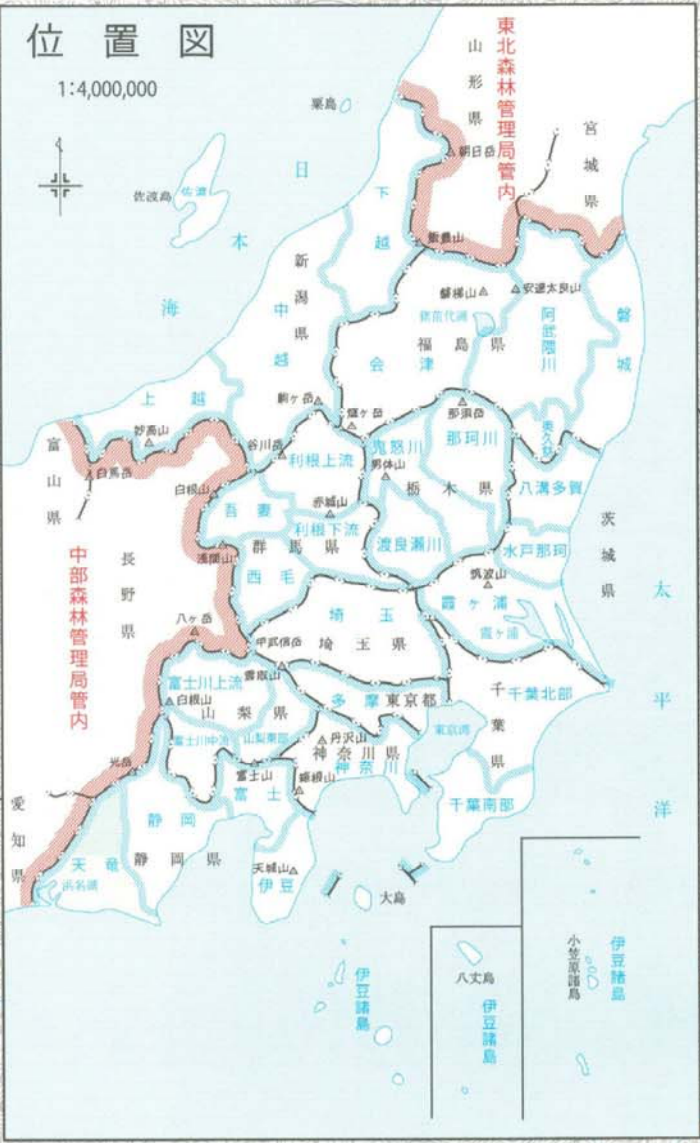 位置図
1:4,000,000
東北森林管理局管内
山形県
宮城県
粟島
朝日岳
日本海
佐渡島
佐渡
下越
飯豊山
新潟県
中越
磐梯山
安達太良山
猪苗代湖
福島県
阿武隈川
磐城
会津
上越
駒ヶ岳
燧ヶ岳
那須岳
奥久慈
妙高山
谷川岳
鬼怒川
那珂川
富山県
白馬岳
利根上流
男体山
白根山
栃木県
八溝多賀
吾妻
赤城山
利根下流
渡良瀬川
茨城県
群馬県
水戸那珂
浅間山
中部森林管理局管内
長野県
西毛
筑波山
太平洋
埼玉
霞ヶ浦
八ヶ岳
埼玉県
霞ヶ浦
甲武信岳
雲取山
富士川上流
多摩
東京都
千葉県
千葉北部
白根山
山梨県
富士川中流
山梨東部
丹沢山
神奈川県
東京湾
神奈川
光岳
富士山
箱根山
富士
千葉南部
愛知県
静岡
天竜
静岡県
天城山
伊豆
浜名湖
大島
伊豆諸島
八丈島
伊豆諸島
小笠原諸島
伊豆諸島